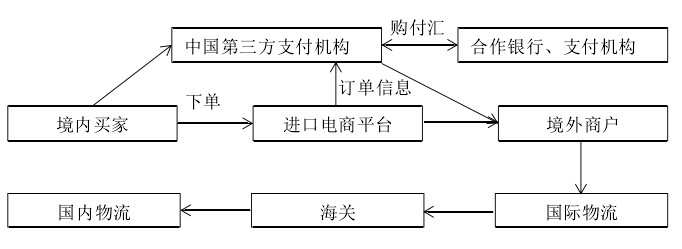 购付汇
中国第三方支付机构
合作银行、支付机构
订单信息
下单
境内买家
进口电商平台
境外商户
国内物流
海关
国际物流